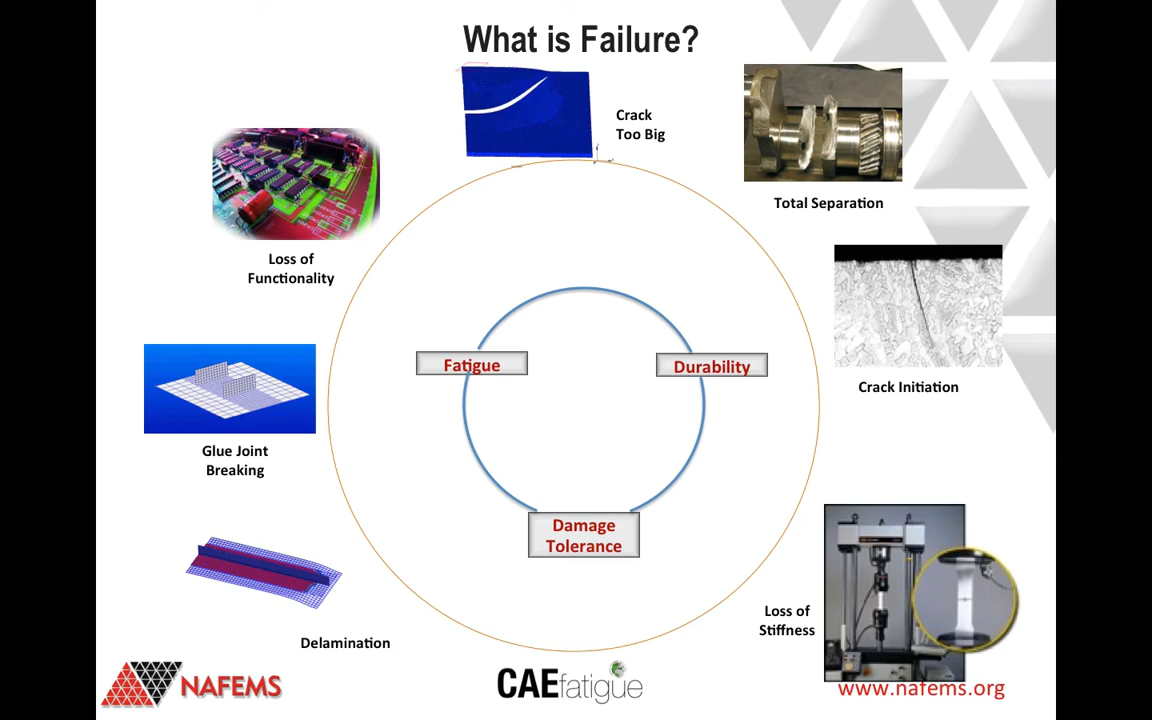 What is Failure?
Crack
Too Big
Total Separation
Loss of
Functionality
Crack Initiation
Fatigue
Durability
Glue Joint
Breaking
Damage
Tolerance
Loss of
Stiffness
Delamination
NAFEMS
CAEfatigue
www.nafems.org